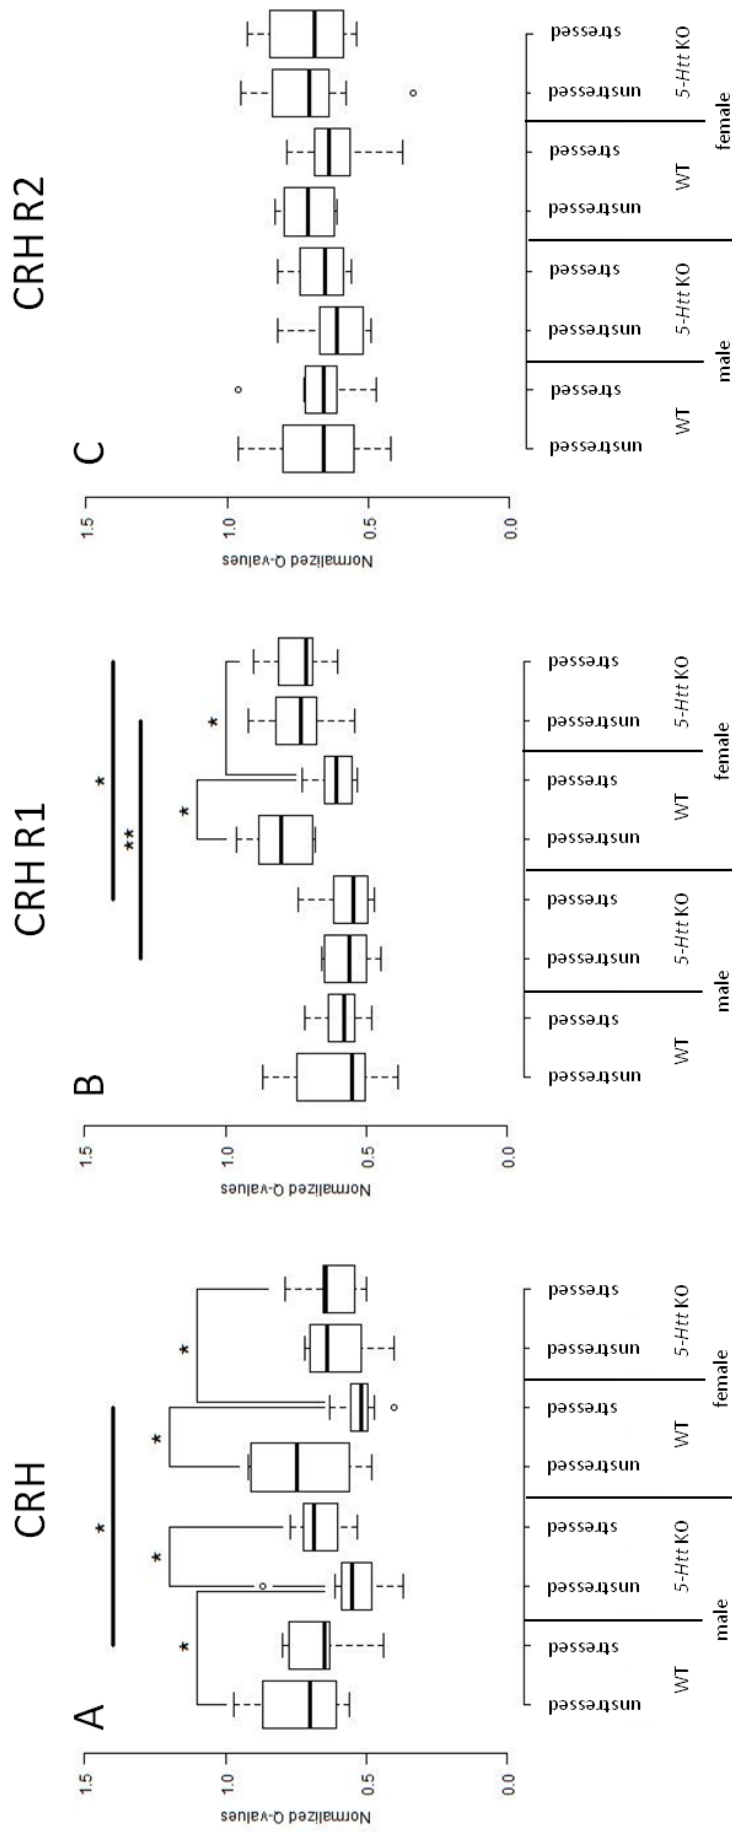 CRH
A
Normalized Q-values
1.5
1.0
0.5
0.0
*
*
*
*
*
unstressed stressed unstressed stressed unstressed stressed unstressed stressed
WT 5-Htt KO WT 5-Htt KO
male female
CRH R1
B
Normalized Q-values
1.5
1.0
0.5
0.0
*
**
*
*
unstressed stressed unstressed stressed unstressed stressed unstressed stressed
WT 5-Htt KO WT 5-Htt KO
male female
CRH R2
C
Normalized Q-values
1.5
1.0
0.5
0.0
unstressed stressed unstressed stressed unstressed stressed unstressed stressed
WT 5-Htt KO WT 5-Htt KO
male female